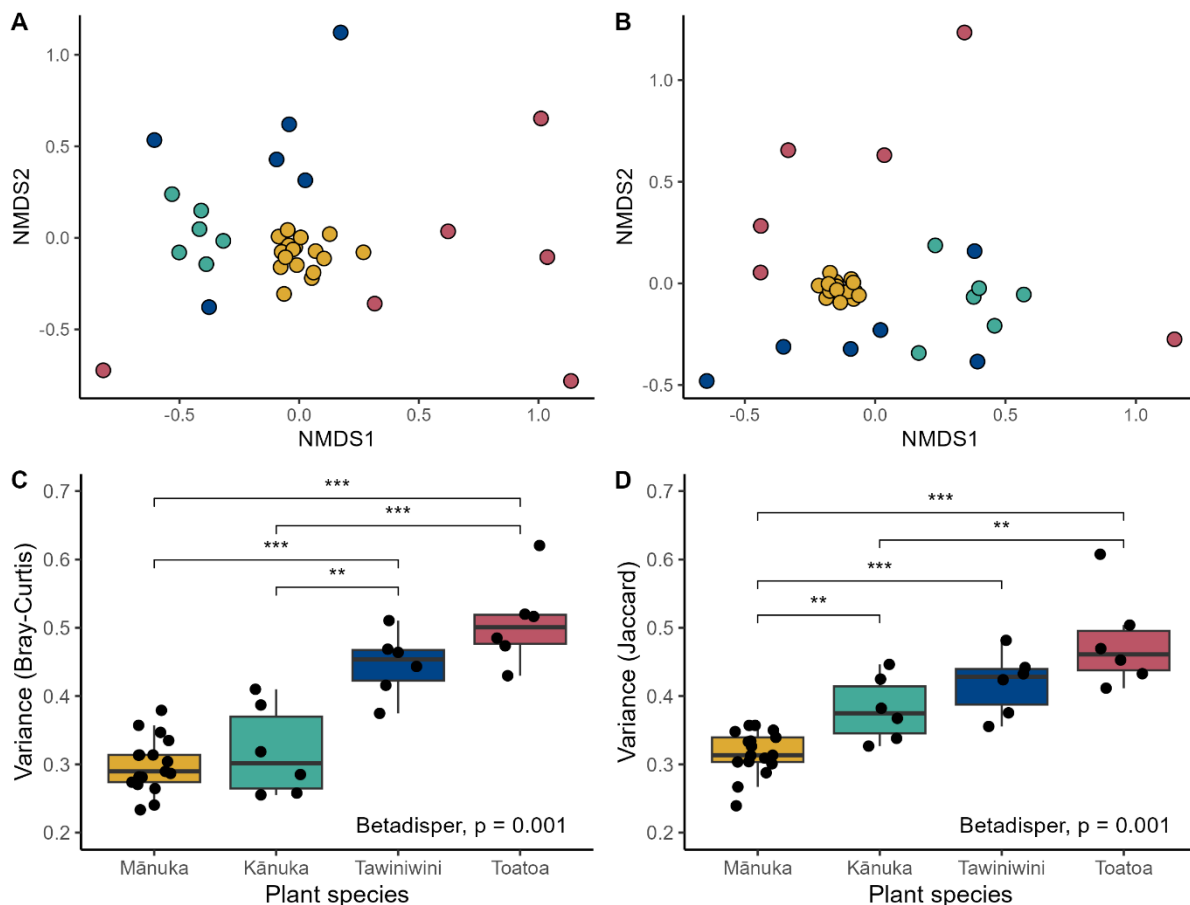 A
1.0
0.5
0.0
-0.5
NMDS2
-0.5
0.0
0.5
1.0
NMDS1
B
1.0
0.5
0.0
-0.5
NMDS2
-0.5
0.0
0.5
1.0
NMDS1
C
0.7
0.6
0.5
0.4
0.3
0.2
Variance (Bray-Curtis)
***
***
***
**
Betadisper, p = 0.001
Mānuka
Kānuka
Tawiniwini
Toatoa
Plant species
D
0.7
0.6
0.5
0.4
0.3
0.2
Variance (Jaccard)
***
**
***
**
Betadisper, p = 0.001
Mānuka
Kānuka
Tawiniwini
Toatoa
Plant species